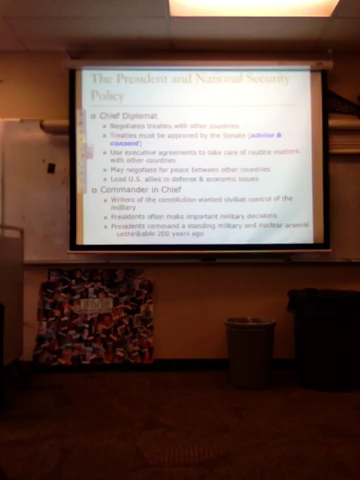 The President and National Security
Policy
Chief Diplomat
Negotiates treaties with other countries
Treaties must be approved by the Senate (advise &
consent)
Use executive agreements to take care of routine matters
with other countries
May negotiate for peace between other countries
Lead U.S. allies in defense & economic issues
Commander in Chief
Writers of the constitution wanted civilian control of the
military
Presidents often make important military decisions
Presidents command a standing military and nuclear arsenal
unthinkable 200 years ago